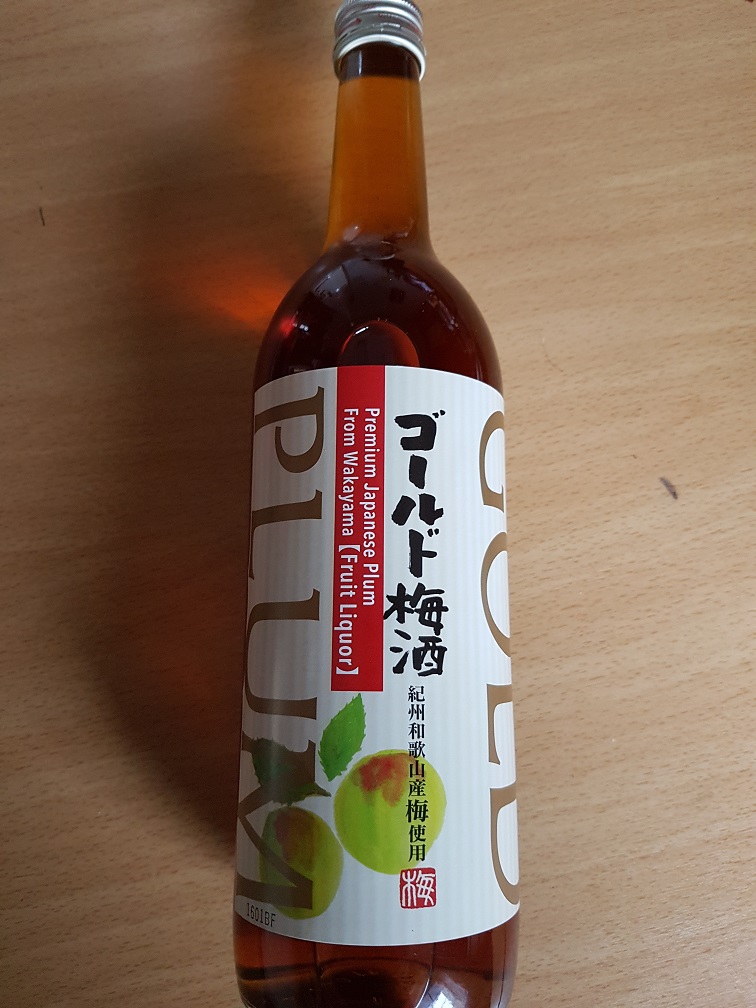 GOLD
PLUM
Premium Japanese Plum
From Wakayama【Fruit Liquor】
ゴールド梅酒
紀州和歌山産梅使用
梅
1601BF